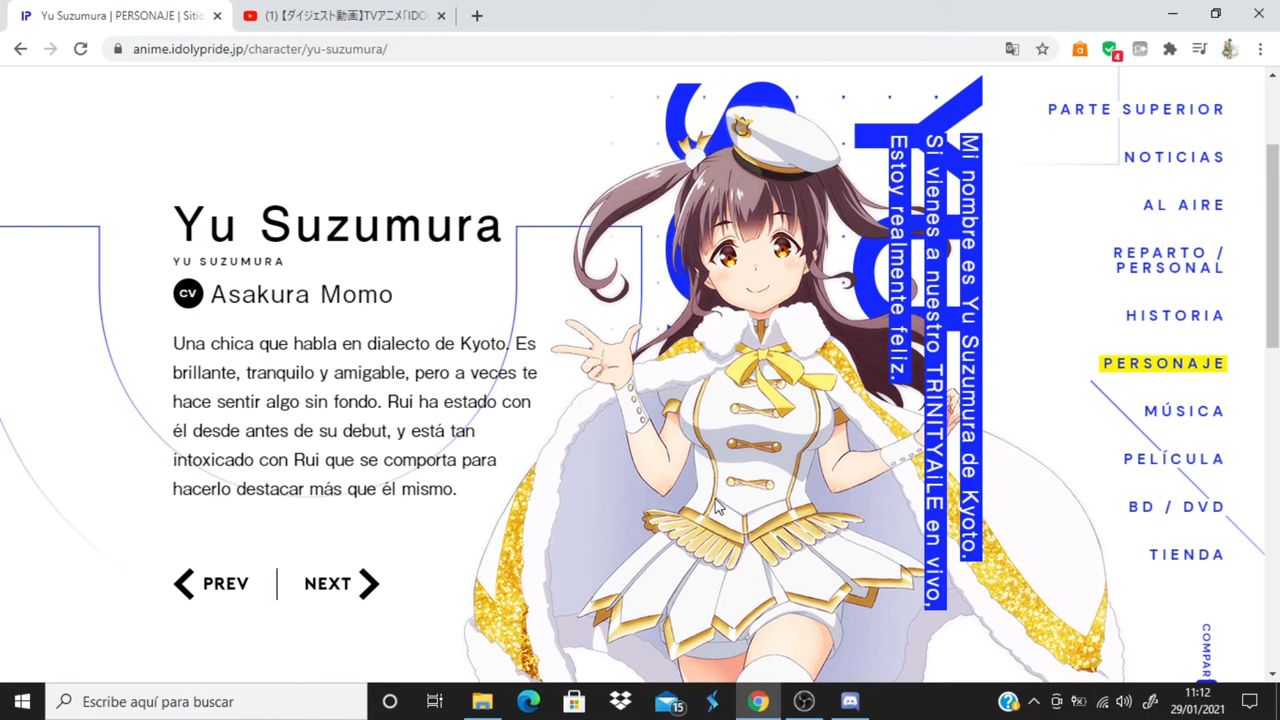 Yu Suzumura | PERSONAJE | Sitio
(1) 【ダイジェスト動画】TVアニメ「IDOL
anime.idolypride.jp/character/yu-suzumura/
4
PARTE SUPERIOR
NOTICIAS
AL AIRE
REPARTO /
PERSONAL
HISTORIA
PERSONAJE
MÚSICA
PELÍCULA
BD / DVD
TIENDA
Yu Suzumura
YU SUZUMURA
CV Asakura Momo
Una chica que habla en dialecto de Kyoto. Es
brillante, tranquilo y amigable, pero a veces te
hace sentir algo sin fondo. Rui ha estado con
él desde antes de su debut, y está tan
intoxicado con Rui que se comporta para
hacerlo destacar más que él mismo.
PREV
NEXT
Mi nombre es Yu Suzumura de Kyoto.
Si vienes a nuestro TRINITYAiLE en vivo,
Estoy realmente feliz.
Escribe aquí para buscar
15
11:12
29/01/2021